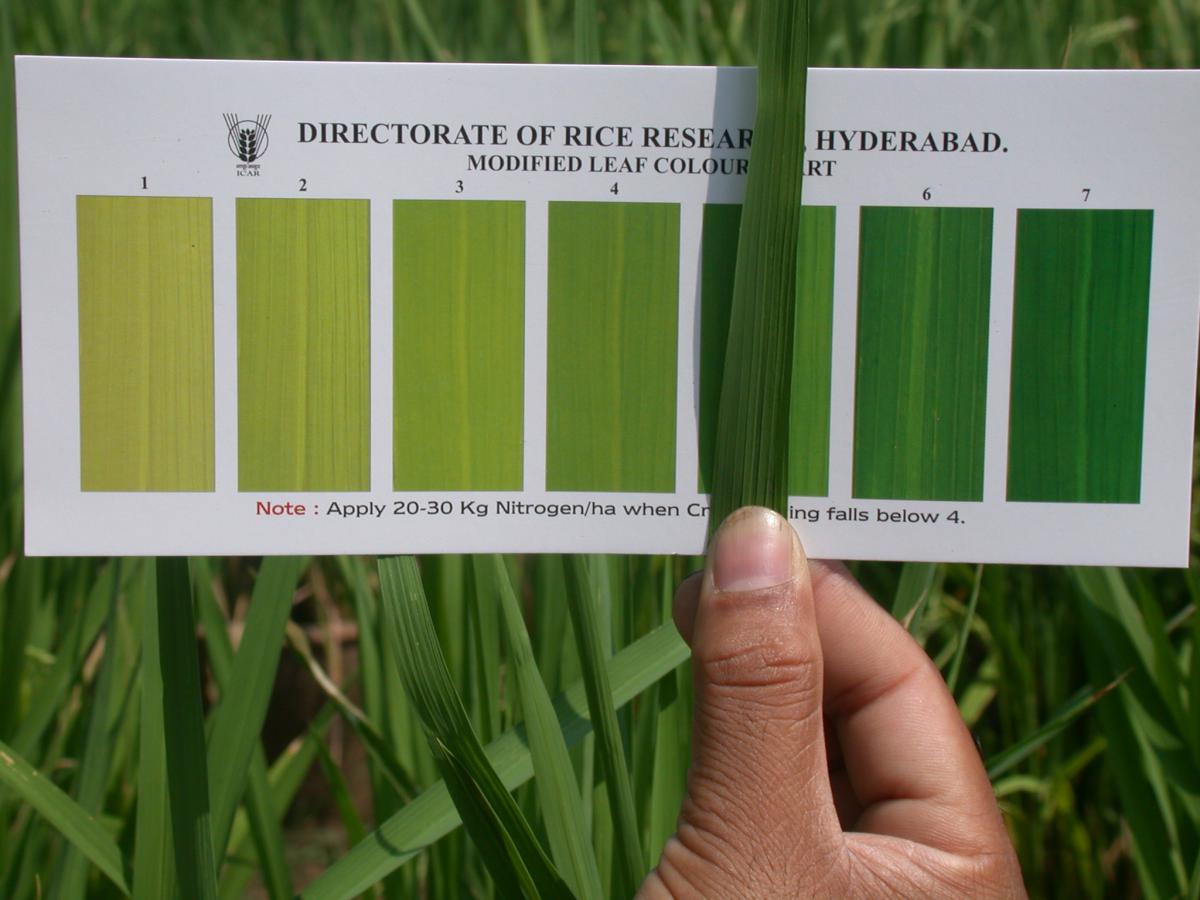 DIRECTORATE OF RICE RESEAR , HYDERABAD.
MODIFIED LEAF COLOUR ART
ICAR
1 2 3 4 6 7
Note : Apply 20-30 Kg Nitrogen/ha when Cr ing falls below 4.